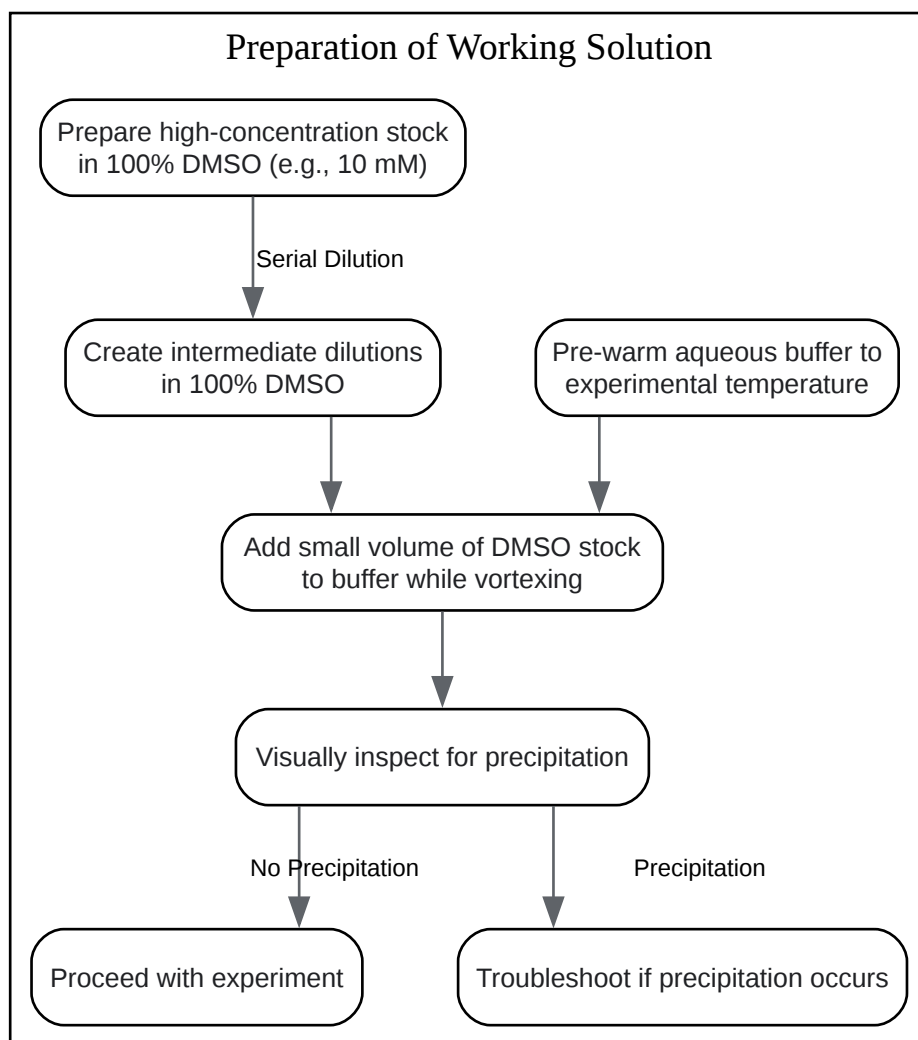 Preparation of Working Solution
Prepare high-concentration stock
in 100% DMSO (e.g., 10 mM)
Serial Dilution
Create intermediate dilutions
in 100% DMSO
Pre-warm aqueous buffer to
experimental temperature
Add small volume of DMSO stock
to buffer while vortexing
Visually inspect for precipitation
No Precipitation
Precipitation
Proceed with experiment
Troubleshoot if precipitation occurs